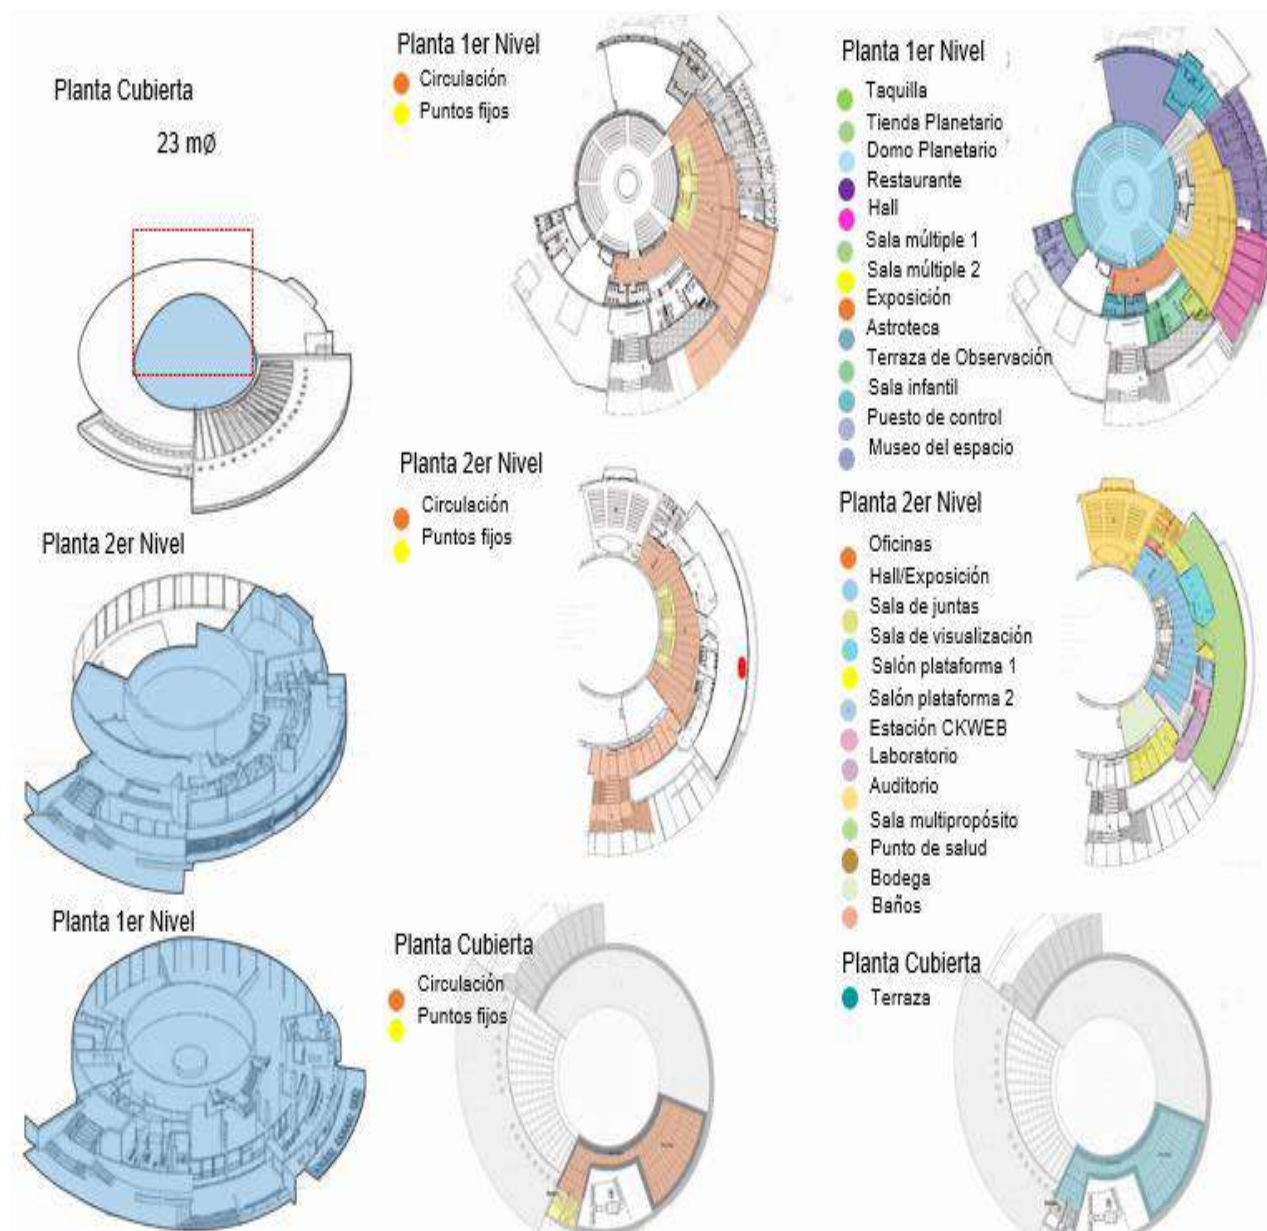 Planta Cubierta
23 mØ
Planta 2er Nivel
Planta 1er Nivel
Planta 1er Nivel
Circulación
Puntos fijos
Planta 2er Nivel
Circulación
Puntos fijos
Planta Cubierta
Circulación
Puntos fijos
Planta 1er Nivel
Taquilla
Tienda Planetario
Domo Planetario
Restaurante
Hall
Sala múltiple 1
Sala múltiple 2
Exposición
Astroteca
Terraza de Observación
Sala infantil
Puesto de control
Museo del espacio
Planta 2er Nivel
Oficinas
Hall/Exposición
Sala de juntas
Sala de visualización
Salón plataforma 1
Salón plataforma 2
Estación CKWEB
Laboratorio
Auditorio
Sala multipropósito
Punto de salud
Bodega
Baños
Planta Cubierta
Terraza